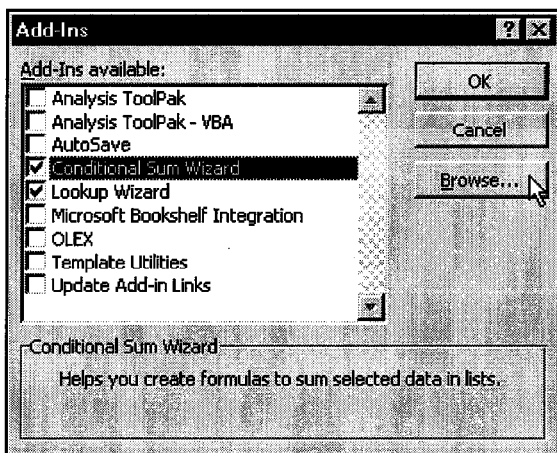 Add-Ins
Add-Ins available:
Analysis ToolPak
Analysis ToolPak - VBA
AutoSave
Conditional Sum Wizard
Lookup Wizard
Microsoft Bookshelf Integration
OLEX
Template Utilities
Update Add-in Links
OK
Cancel
Browse...
Conditional Sum Wizard
Helps you create formulas to sum selected data in lists.